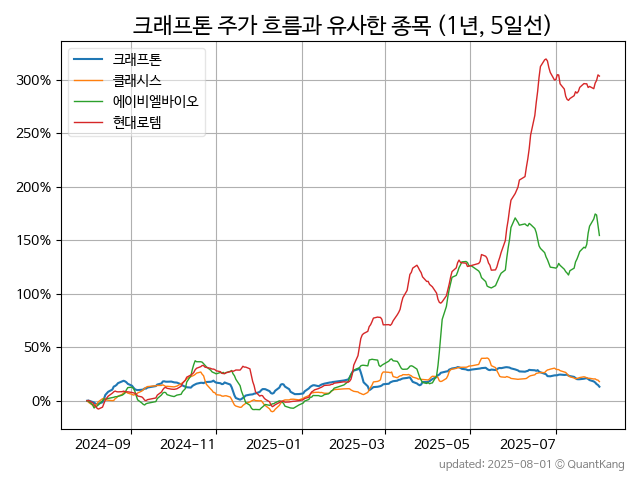 크래프톤 주가 흐름과 유사한 종목 (1년, 5일선)
크래프톤
클래시스
에이비엘바이오
현대로템
300%
250%
200%
150%
100%
50%
0%
2024-09
2024-11
2025-01
2025-03
2025-05
2025-07
updated: 2025-08-01 © QuantKang